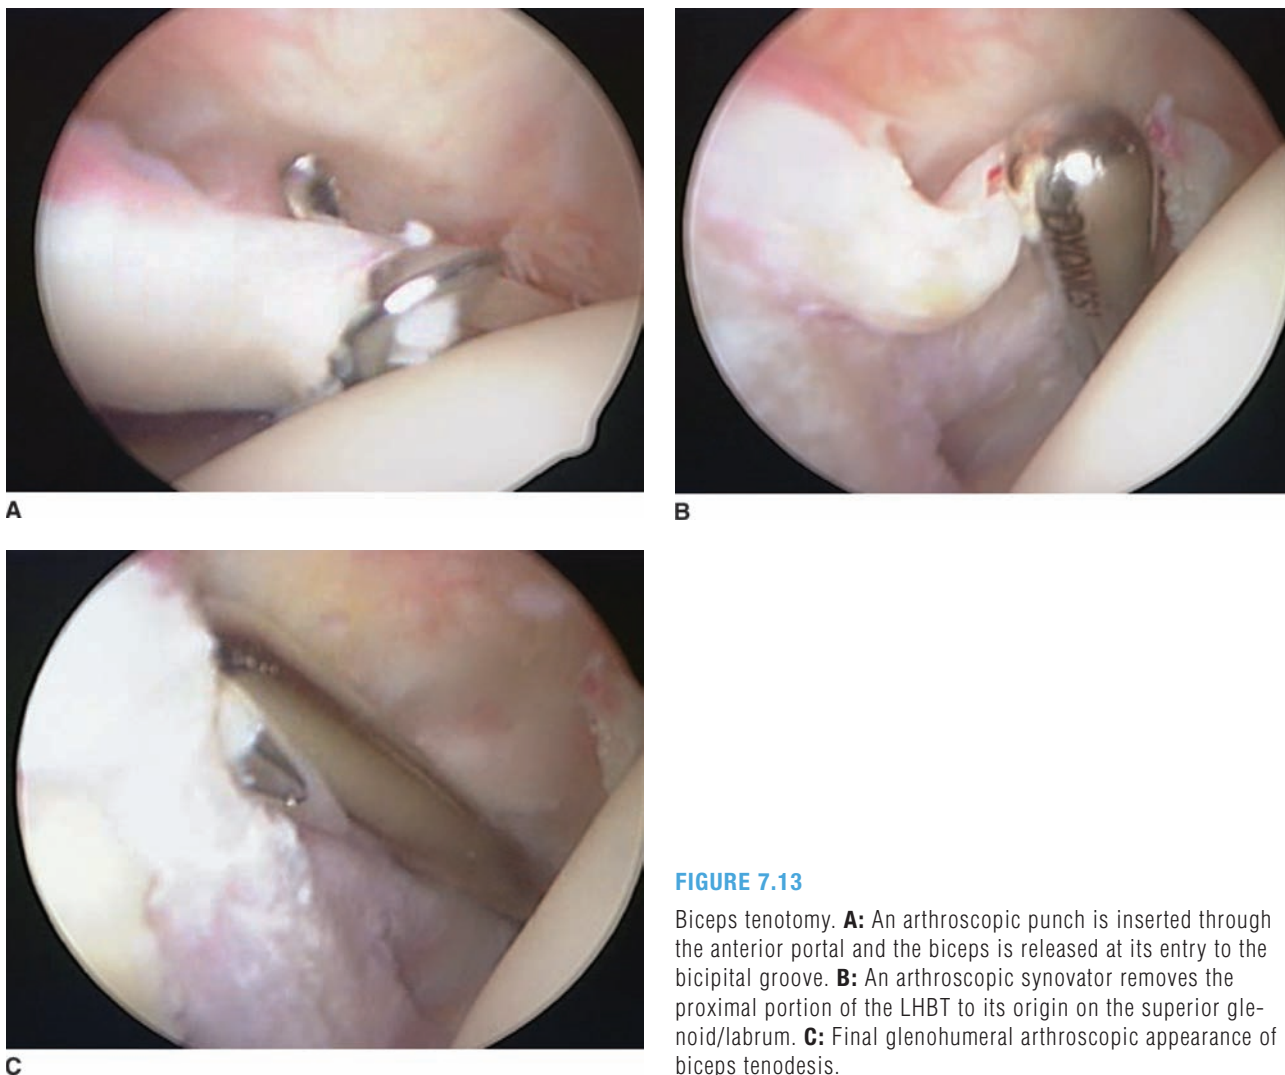 A
B
C
FIGURE 7.13
Biceps tenotomy. A: An arthroscopic punch is inserted through
the anterior portal and the biceps is released at its entry to the
bicipital groove. B: An arthroscopic synovator removes the
proximal portion of the LHBT to its origin on the superior gle-
noid/labrum. C: Final glenohumeral arthroscopic appearance of
biceps tenodesis.